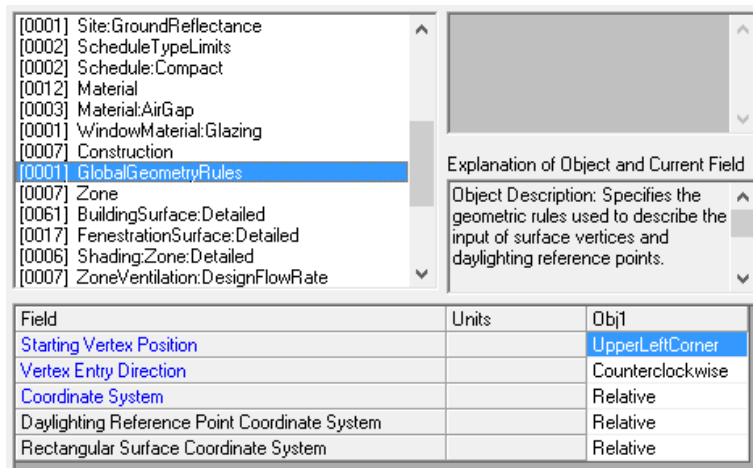 [0001] Site:GroundReflectance
[0002] ScheduleTypeLimits
[0002] Schedule:Compact
[0012] Material
[0003] Material:AirGap
[0001] WindowMaterial:Glazing
[0007] Construction
[0001] GlobalGeometryRules
[0007] Zone
[0061] BuildingSurface:Detailed
[0017] FenestrationSurface:Detailed
[0006] Shading:Zone:Detailed
[0007] ZoneVentilation:DesignFlowRate
Explanation of Object and Current Field
Object Description: Specifies the
geometric rules used to describe the
input of surface vertices and
daylighting reference points.
Field Units Obj1
Starting Vertex Position UpperLeftCorner
Vertex Entry Direction Counterclockwise
Coordinate System Relative
Daylighting Reference Point Coordinate System Relative
Rectangular Surface Coordinate System Relative